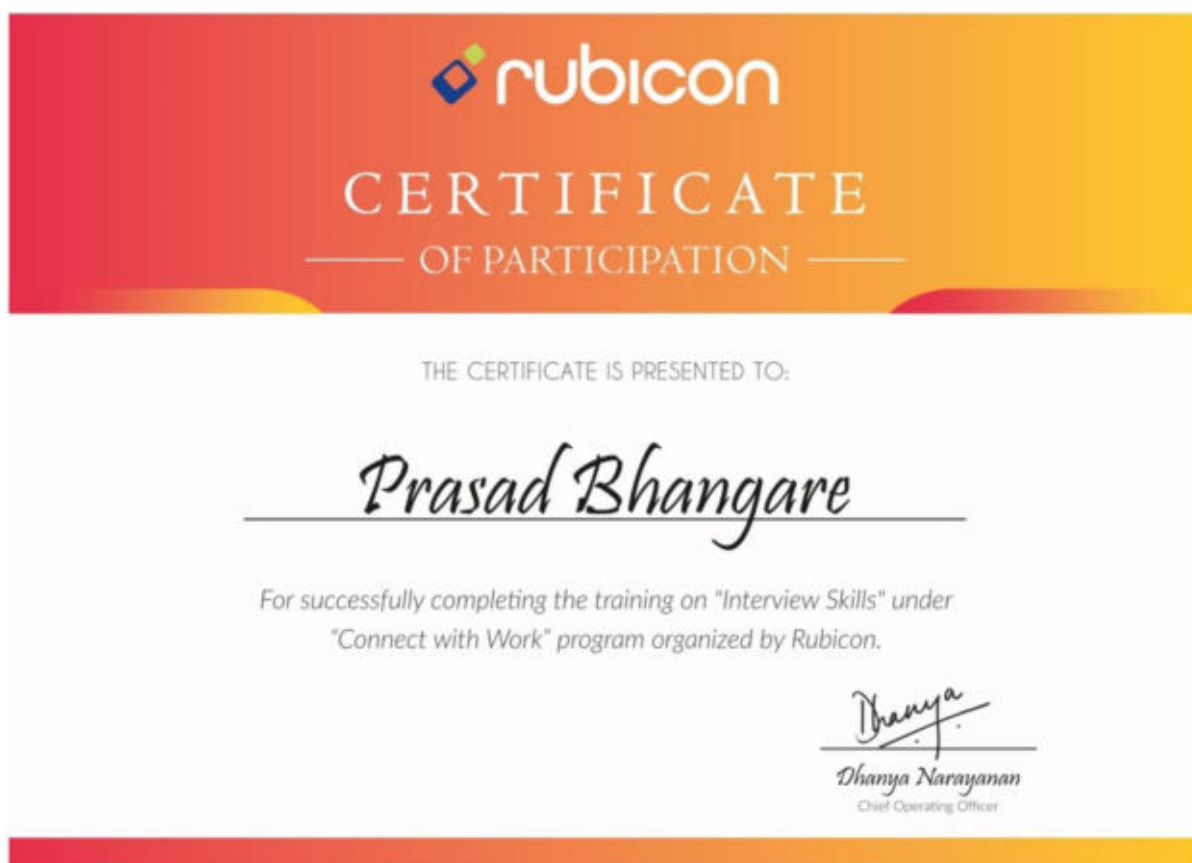 rubicon
CERTIFICATE
OF PARTICIPATION
THE CERTIFICATE IS PRESENTED TO:
Prasad Bhangare
For successfully completing the training on "Interview Skills" under
"Connect with Work" program organized by Rubicon.
Dhanya
Dhanya Narayanan
Chief Operating Officer